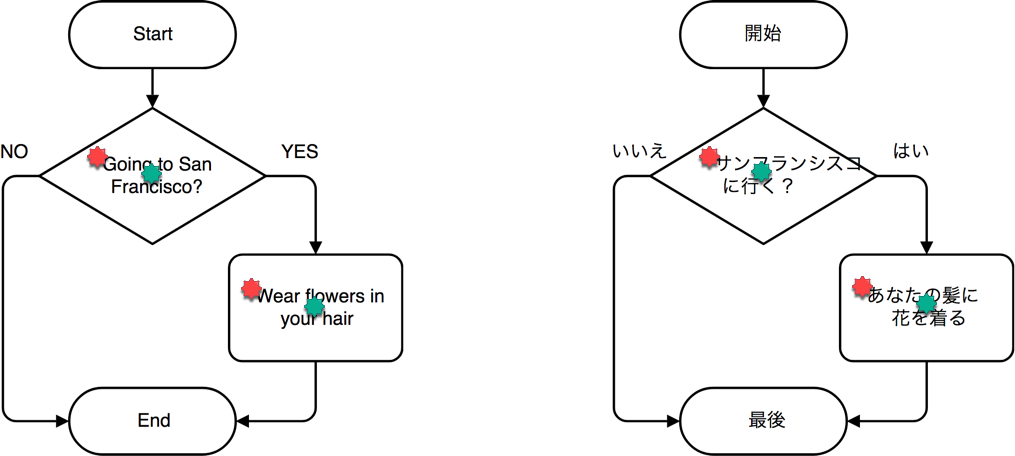 Start
NO
YES
Going to San
Francisco?
Wear flowers in
your hair
End
開始
いいえ
はい
サンフランシスコ
に行く？
あなたの髪に
花を着る
最後